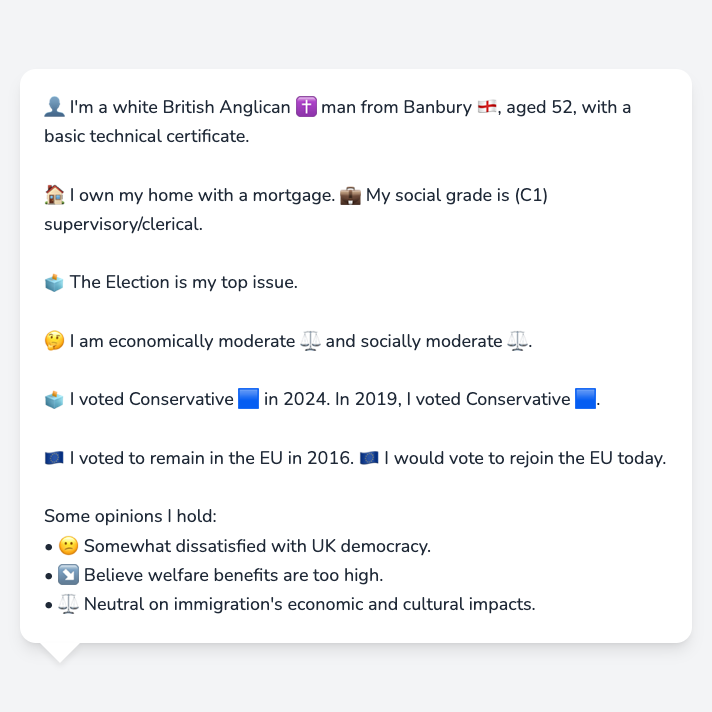 👤 I'm a white British Anglican ✝️ man from Banbury 🏴󠁧󠁢󠁥󠁮󠁧󠁿, aged 52, with a
basic technical certificate.
🏠 I own my home with a mortgage. 💼 My social grade is (C1)
supervisory/clerical.
🗳️ The Election is my top issue.
🤔 I am economically moderate ⚖️ and socially moderate ⚖️.
🗳️ I voted Conservative 🟦 in 2024. In 2019, I voted Conservative 🟦.
🇪🇺 I voted to remain in the EU in 2016. 🇪🇺 I would vote to rejoin the EU today.
Some opinions I hold:
• 😕 Somewhat dissatisfied with UK democracy.
• ↘️ Believe welfare benefits are too high.
• ⚖️ Neutral on immigration's economic and cultural impacts.